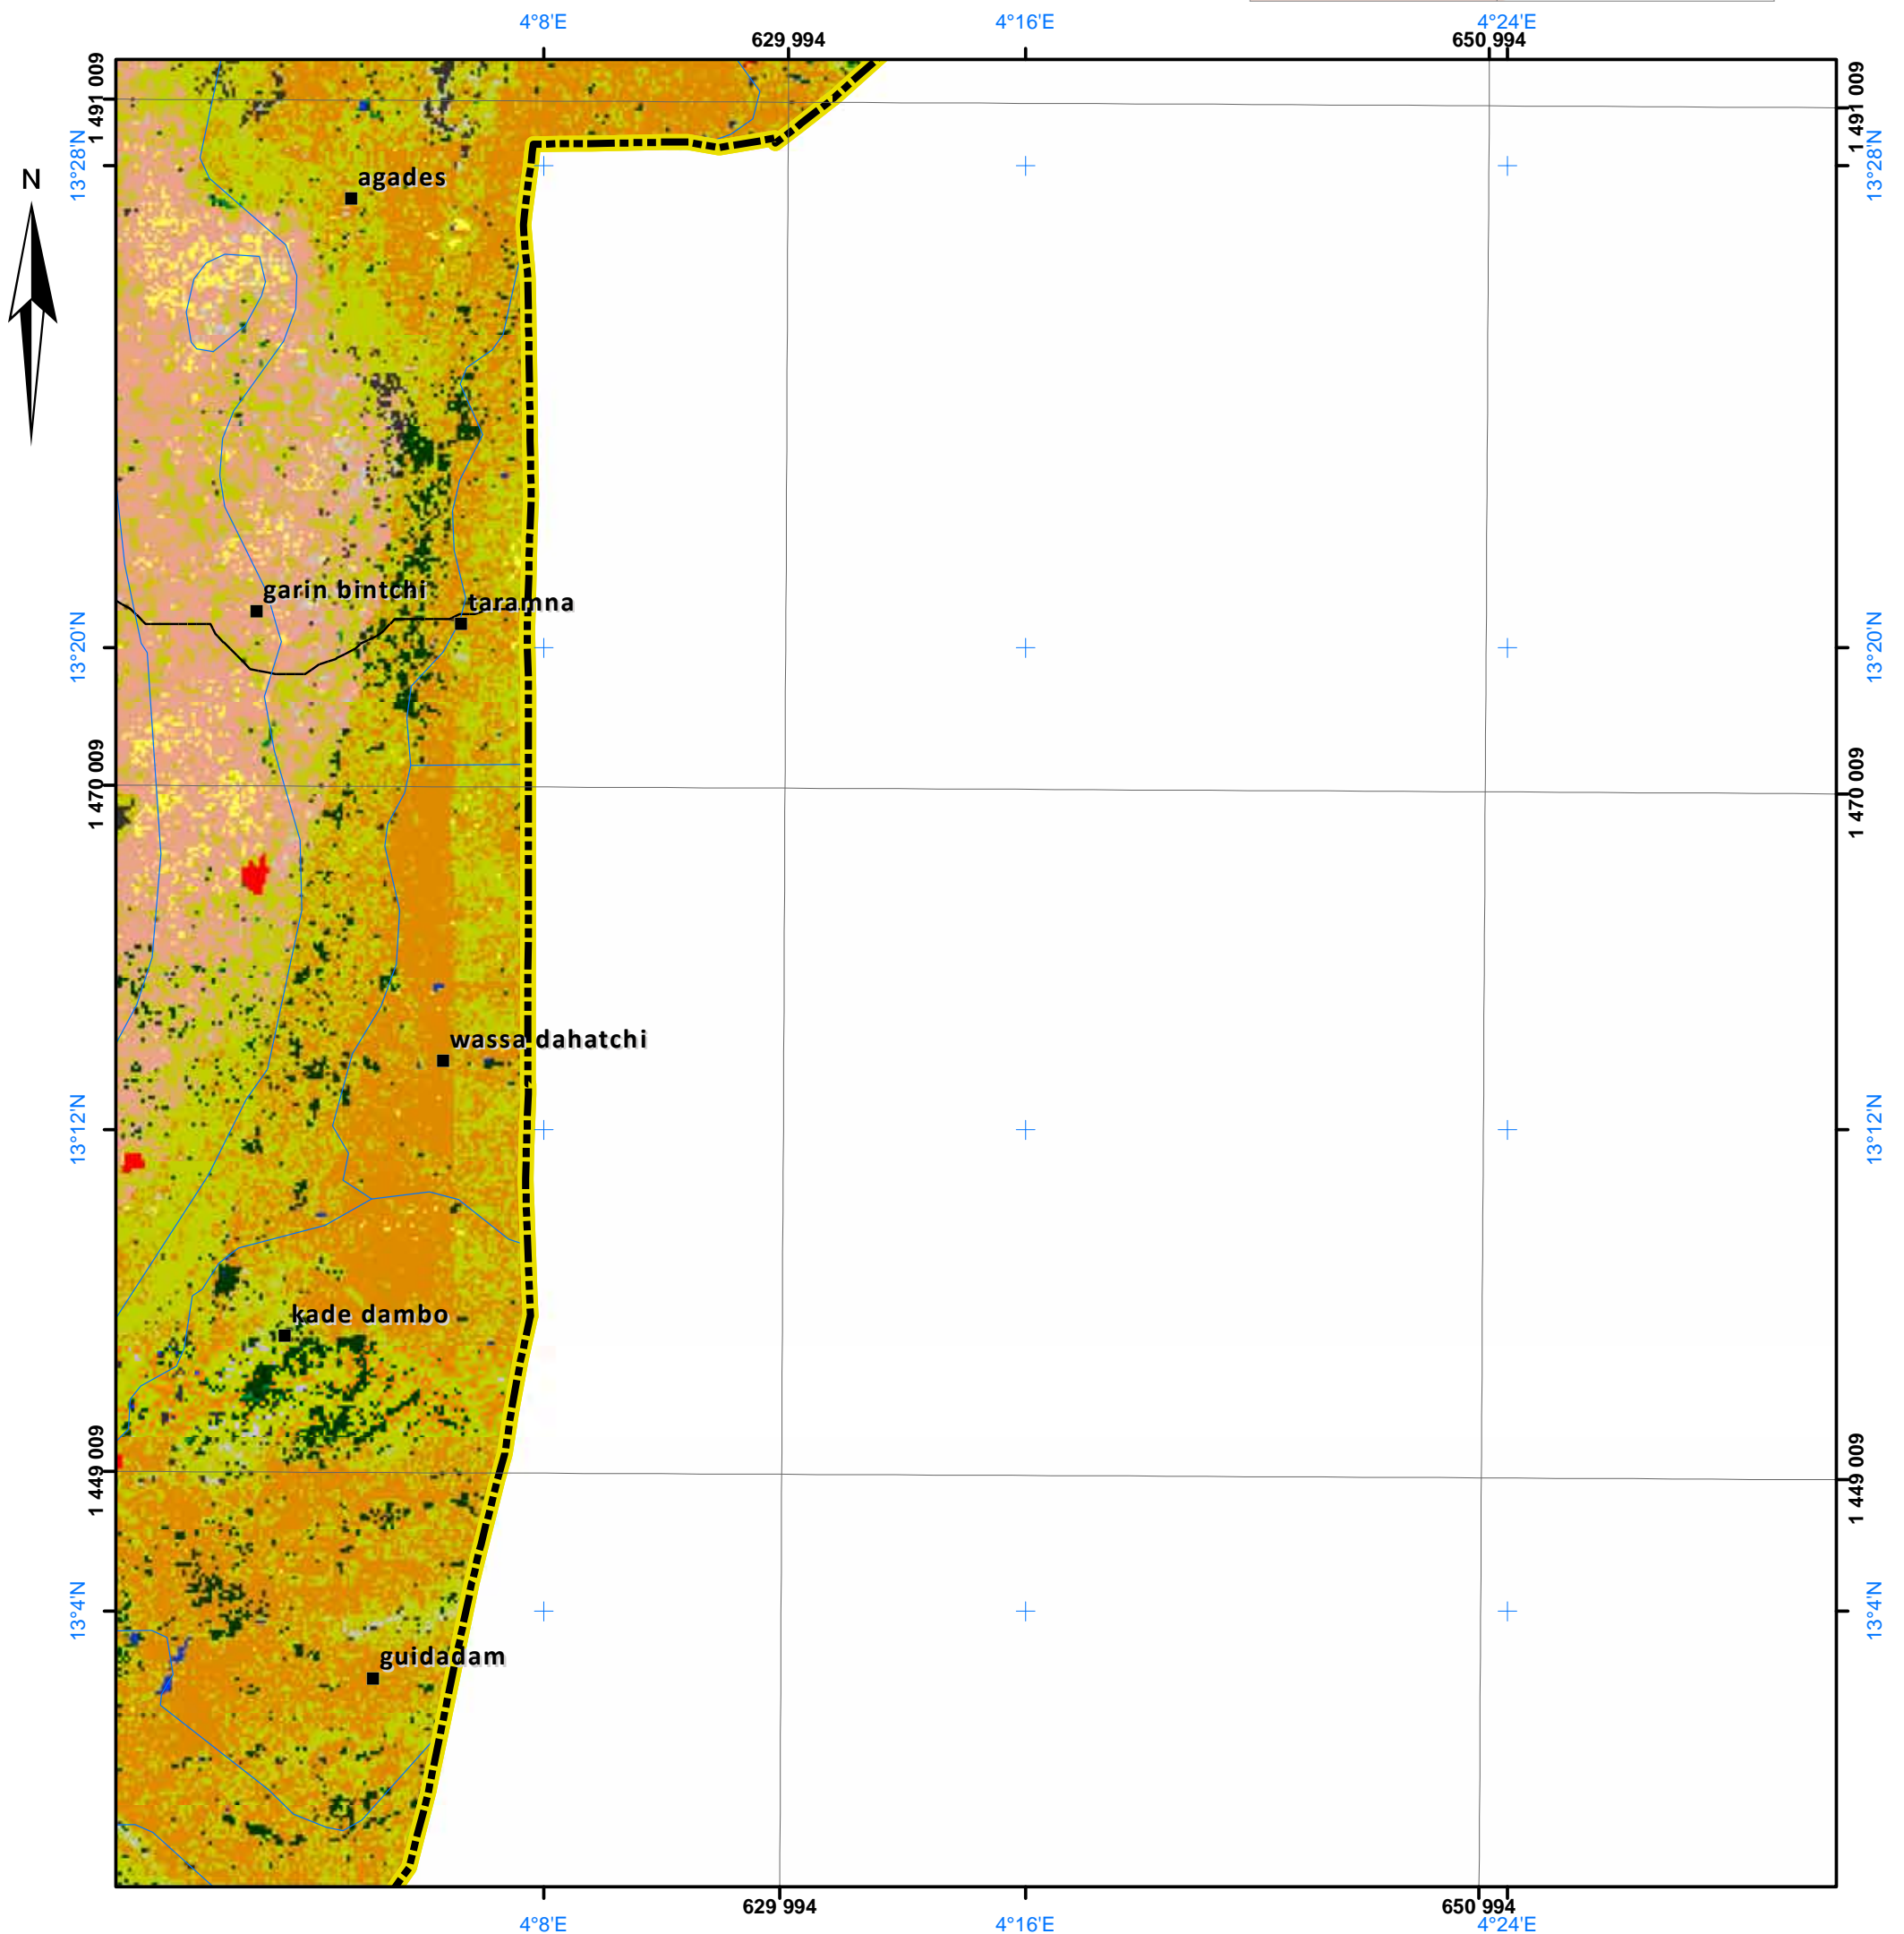 4°8'E 4°16'E 4°24'E
629 994 650 994
1 491 009 1 491 009
13°28'N 13°28'N
N
agades
garin bintchi
taramna
13°20'N 13°20'N
1 470 009 1 470 009
wassa dahatchi
13°12'N 13°12'N
kade dambo
1 449 009 1 449 009
13°4'N 13°4'N
guidadam
629 994 650 994
4°8'E 4°16'E 4°24'E